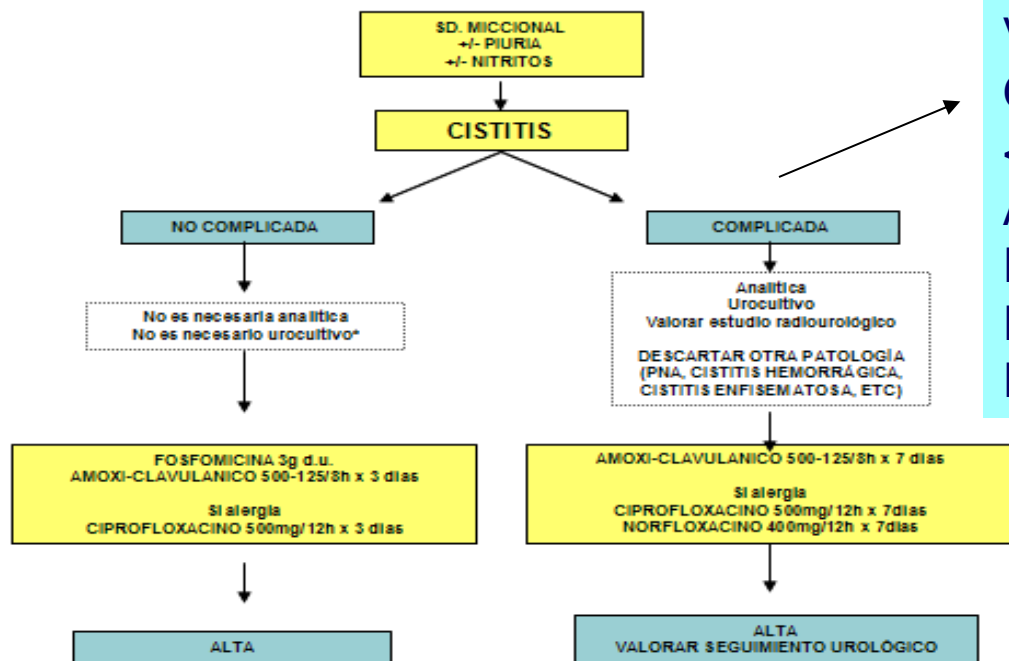 SD. MICCIONAL
+/- PIURIA
+/- NITRITOS
CISTITIS
NO COMPLICADA
No es necesaria analítica
No es necesario urocultivo*
FOSFOMICINA 3g d.u.
AMOXI-CLAVULANICO 500-125/8h x 3 dias
Si alergia
CIPROFLOXACINO 500mg/12h x 3 dias
ALTA
COMPLICADA
Analítica
Urocultivo
Valorar estudio radiourológico
DESCARTAR OTRA PATOLOGÍA
(PNA, CISTITIS HEMORRÁGICA,
CISTITIS ENFISEMATOSA, ETC)
AMOXI-CLAVULANICO 500-125/8h x 7 dias
Si alergia
CIPROFLOXACINO 500mg/12h x 7dias
NORFLOXACINO 400mg/12h x 7dias
ALTA
VALORAR SEGUIMIENTO UROLÓGICO